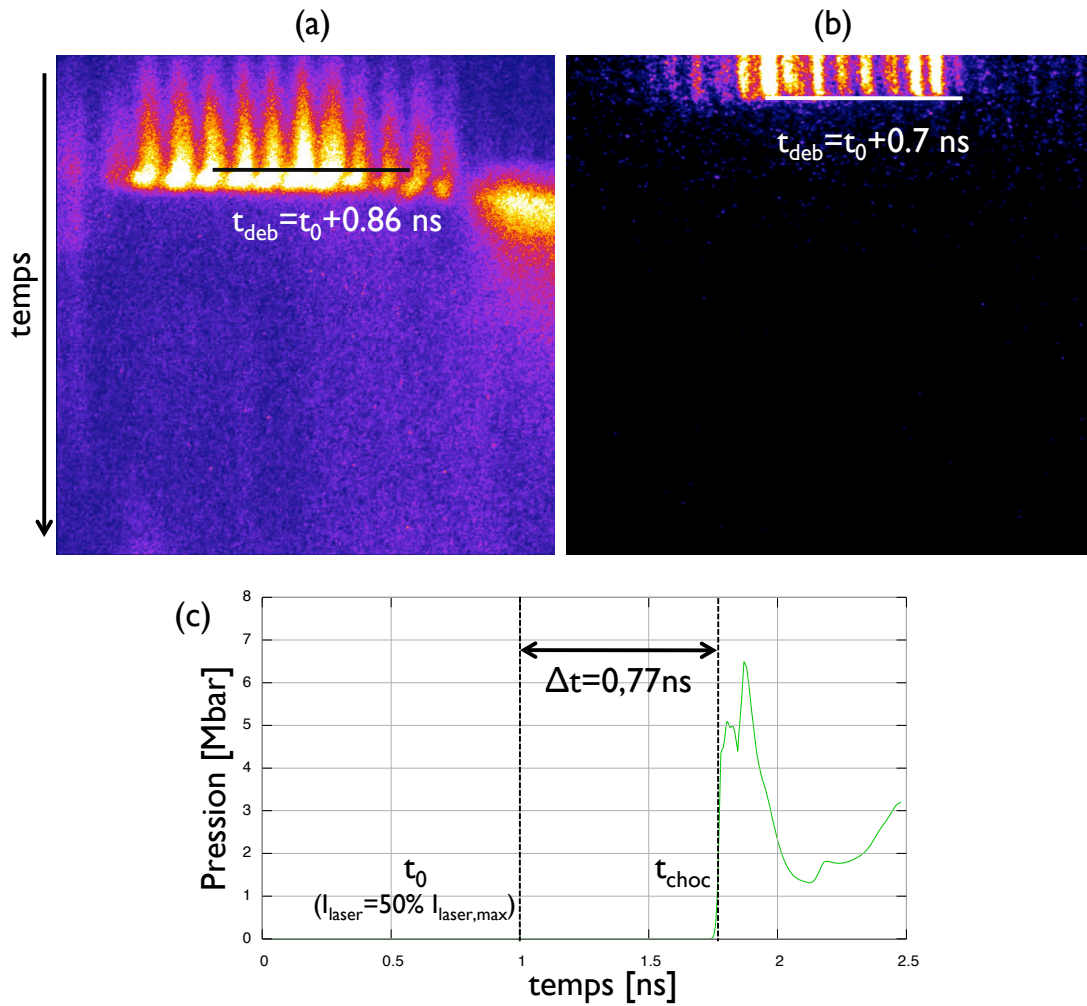 (a)
(b)
temps
t_deb=t_0+0.86 ns
t_deb=t_0+0.7 ns
(c)
Pression [Mbar]
8
7
6
5
4
3
2
1
0
Δt=0,77ns
t_0
(I_laser=50% I_laser,max)
t_choc
0
0.5
1
1.5
2
2.5
temps [ns]